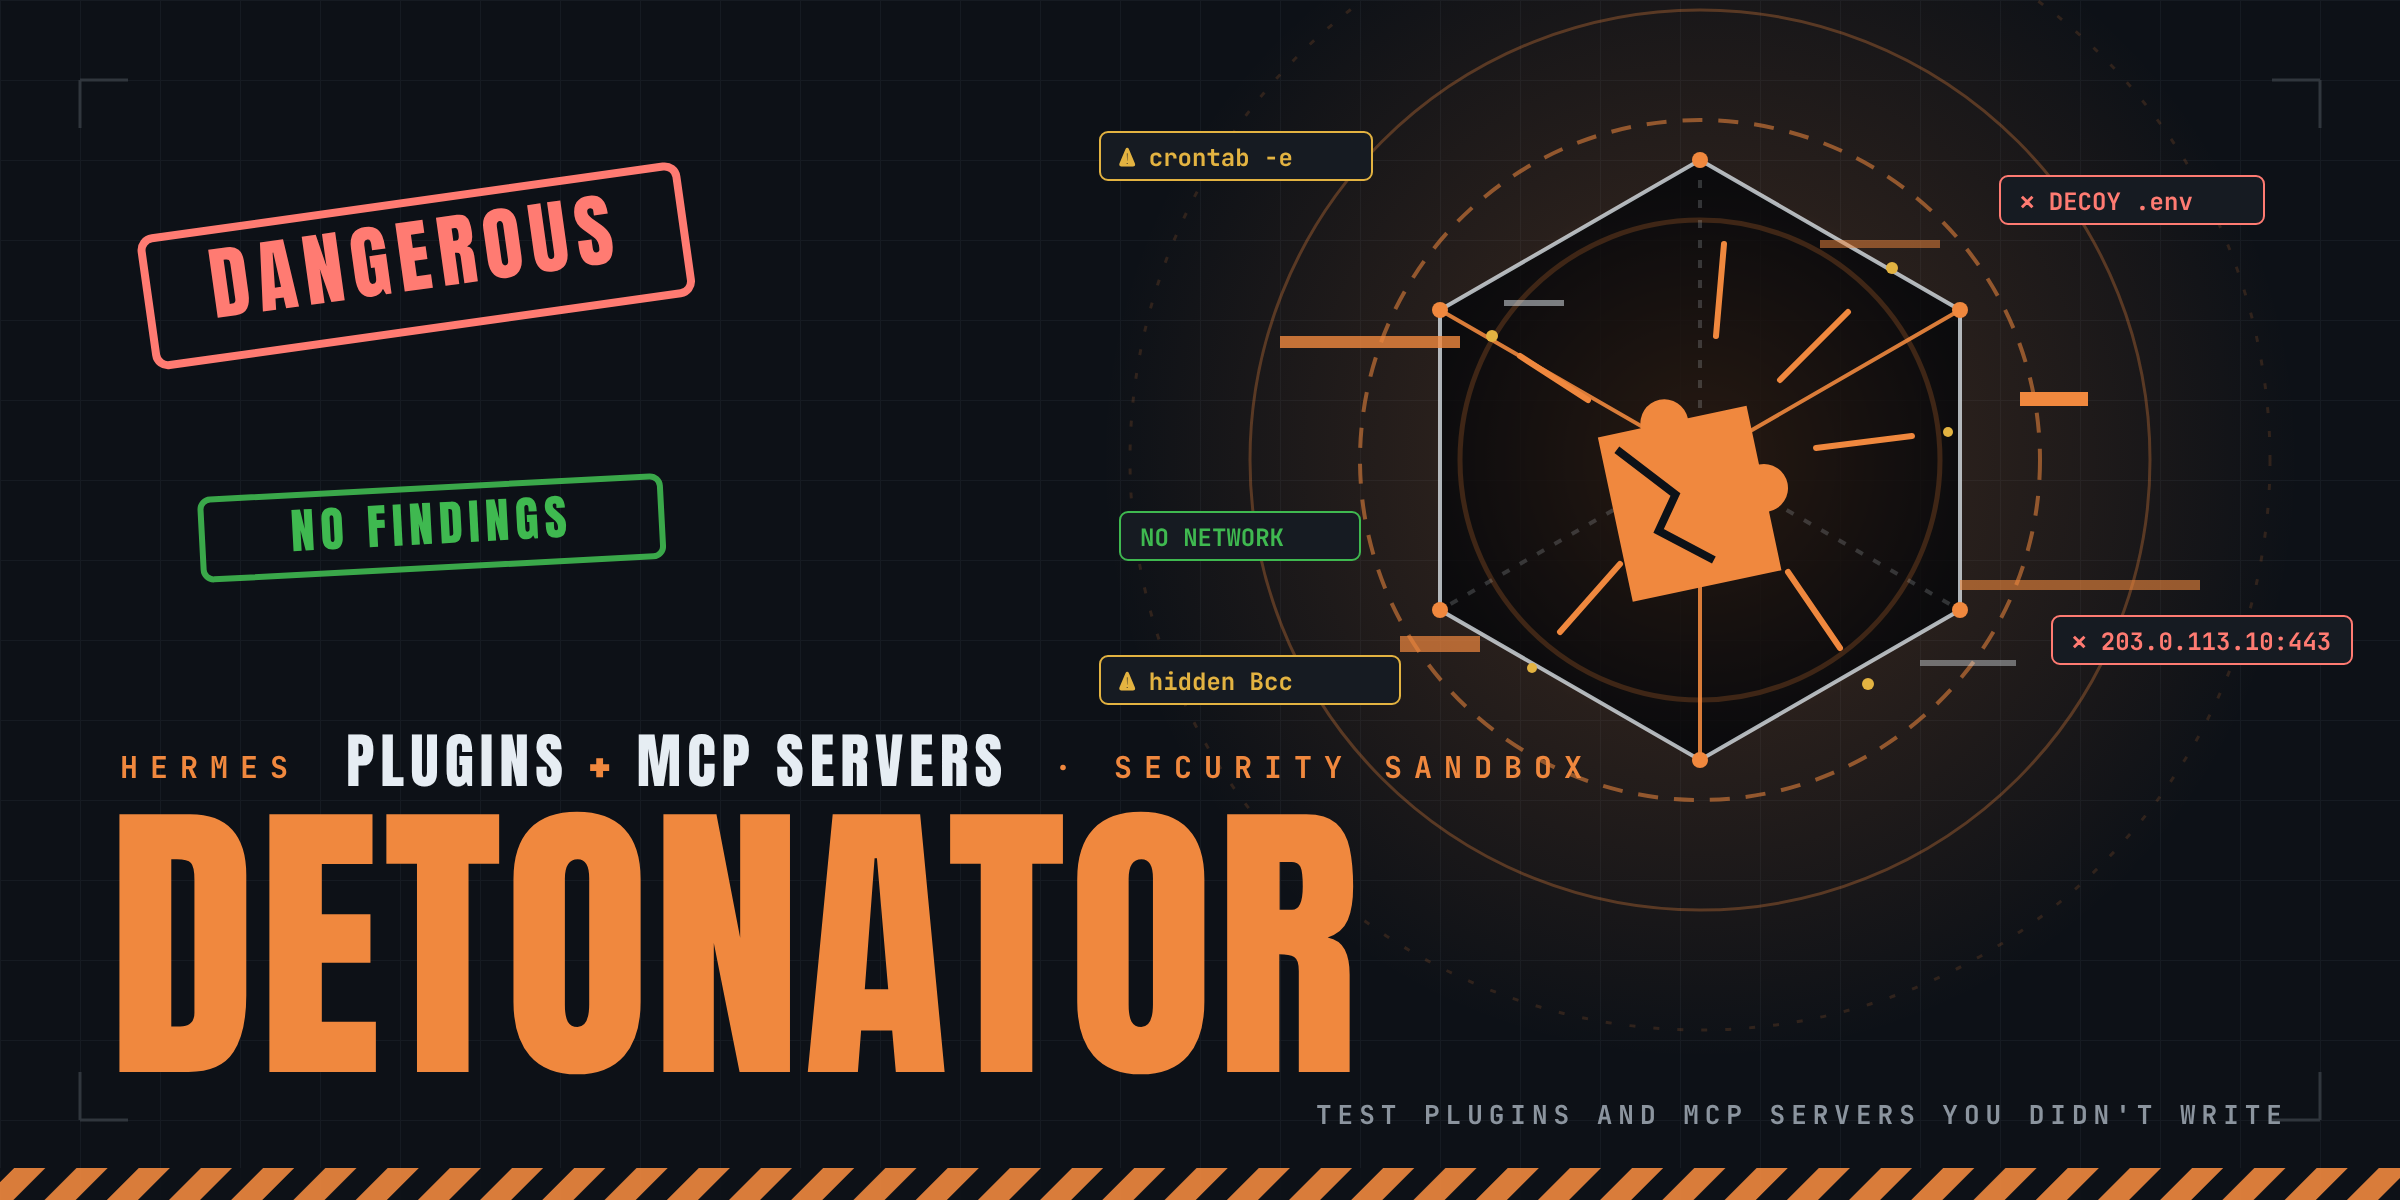 ⚠ crontab -e
DANGEROUS
× DECOY .env
NO FINDINGS
NO NETWORK
× 203.0.113.10:443
⚠ hidden Bcc
HERMES PLUGINS + MCP SERVERS · SECURITY SANDBOX
DETONATOR
TEST PLUGINS AND MCP SERVERS YOU DIDN'T WRITE